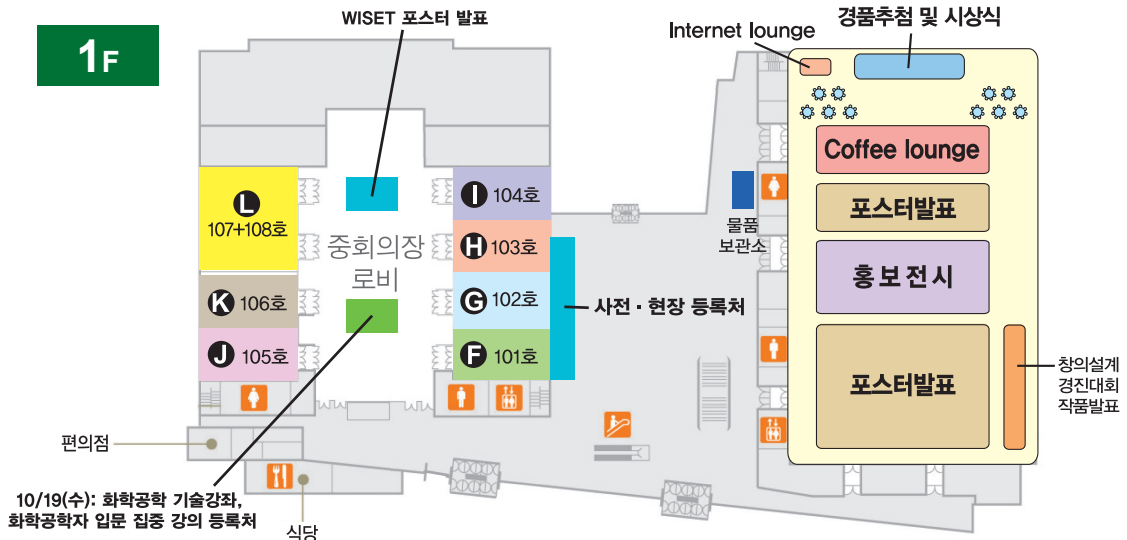 1F
WISET 포스터 발표
Internet lounge
경품추첨 및 시상식
Coffee lounge
L
107+108호
I 104호
포스터발표
물품
보관소
중회의장
로비
H 103호
홍보전시
K 106호
G 102호
사전·현장 등록처
J 105호
F 101호
포스터발표
창의설계
경진대회
작품발표
편의점
10/19(수): 화학공학 기술강좌,
화학공학자 입문 집중 강의 등록처
식당